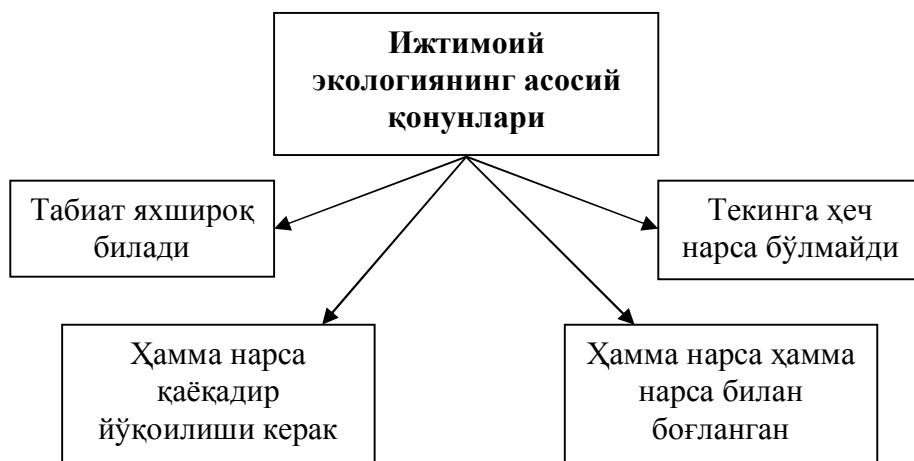 Ижтимоий
экологиянинг асосий
қонунлари
Табиат яхшироқ
билади
Текинга ҳеч
нарса бўлмайди
Ҳамма нарса
қаёқадир
йўқоилиши керак
Ҳамма нарса ҳамма
нарса билан
боғланган